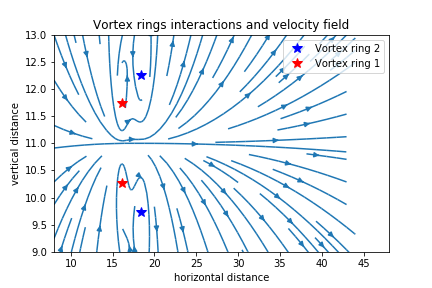 Vortex rings interactions and velocity field
13.0
12.5
12.0
11.5
11.0
10.5
10.0
9.5
9.0
vertical distance
Vortex ring 2
Vortex ring 1
10 15 20 25 30 35 40 45
horizontal distance